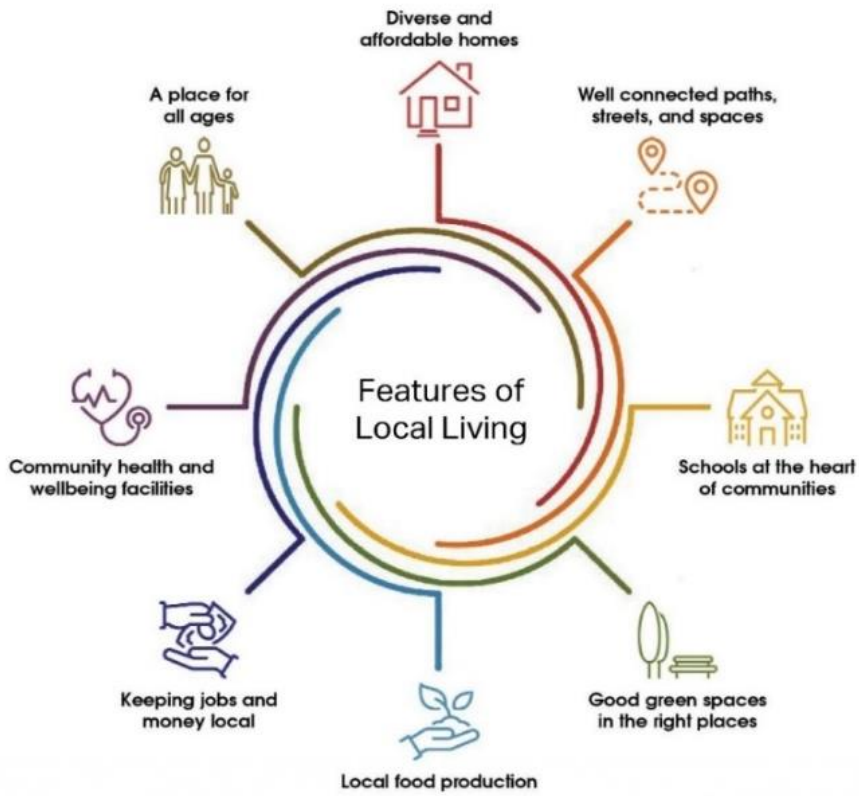 Diverse and
affordable homes
Well connected paths,
streets, and spaces
Schools at the heart
of communities
Good green spaces
in the right places
Local food production
Keeping jobs and
money local
Community health and
wellbeing facilities
A place for
all ages
Features of
Local Living